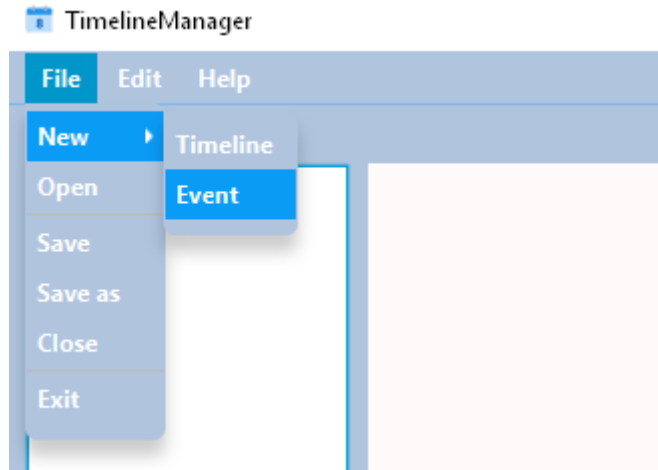 TimelineManager
File Edit Help
New
Timeline
Open
Event
Save
Save as
Close
Exit